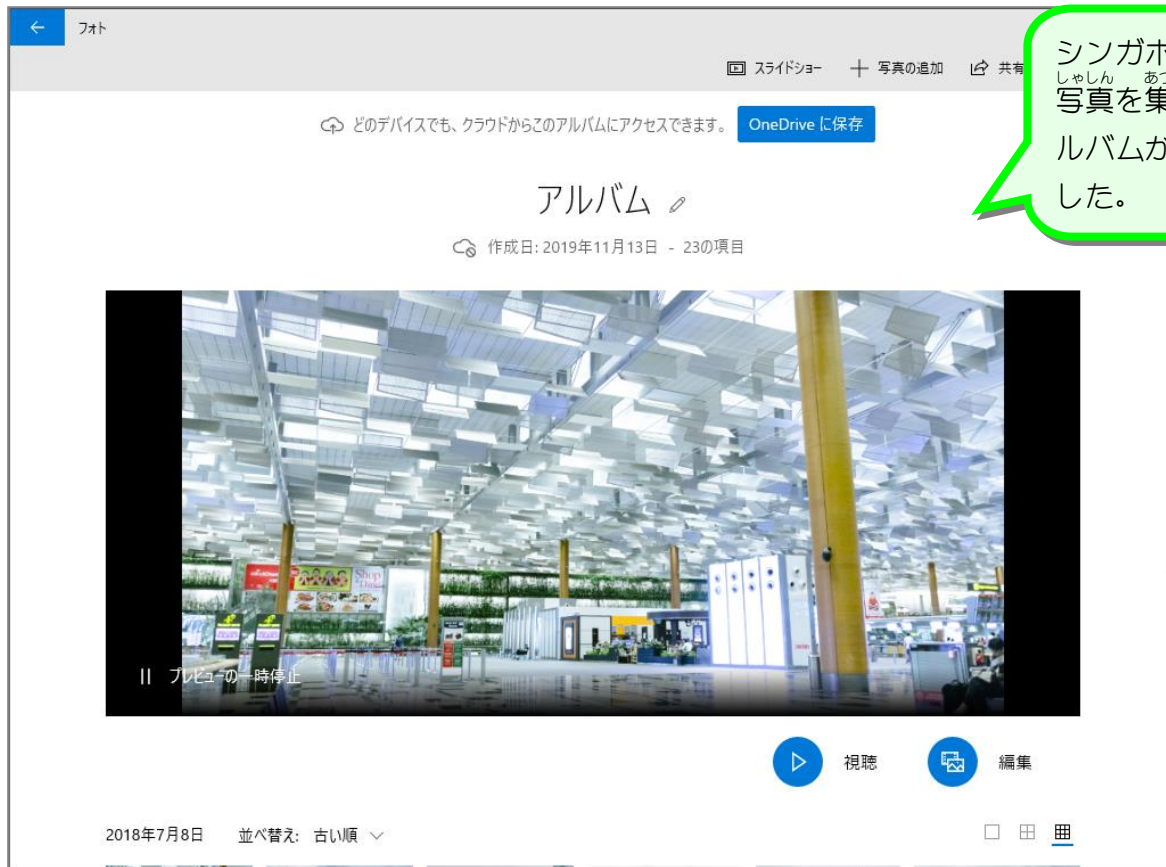 フォト
スライドショー
写真の追加
共有
どのデバイスでも、クラウドからこのアルバムにアクセスできます。
OneDrive に保存
シンガポ
しゃしん
写真を集
ルバムが
した。
アルバム
作成日: 2019年11月13日 - 23の項目
Shop
Dine
プレビューの一時停止
視聴
編集
2018年7月8日
並べ替え: 古い順